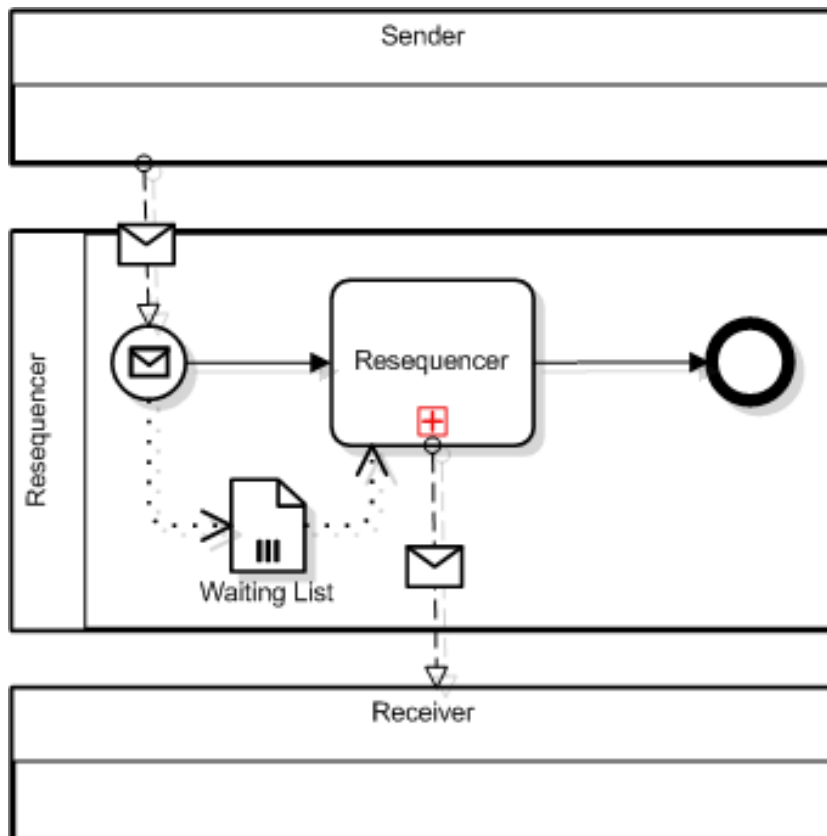 Sender
Resequencer
Resequencer
Waiting List
Receiver